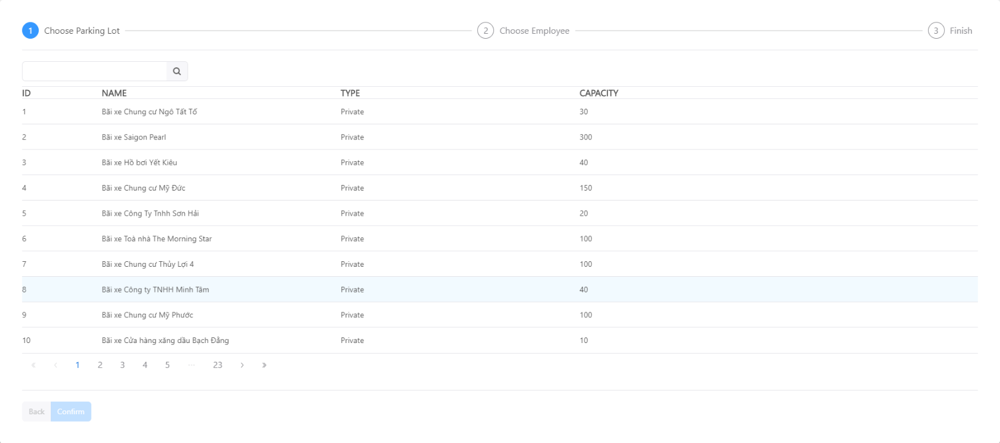 1 Choose Parking Lot 2 Choose Employee 3 Finish
ID NAME TYPE CAPACITY
1 Bãi xe Chung cư Ngô Tất Tố Private 30
2 Bãi xe Saigon Pearl Private 300
3 Bãi xe Hồ bơi Yết Kiêu Private 40
4 Bãi xe Chung cư Mỹ Đức Private 150
5 Bãi xe Công Ty Tnhh Sơn Hải Private 20
6 Bãi xe Toà nhà The Morning Star Private 100
7 Bãi xe Chung cư Thủy Lợi 4 Private 100
8 Bãi xe Công ty TNHH Minh Tâm Private 40
9 Bãi xe Chung cư Mỹ Phước Private 100
10 Bãi xe Cửa hàng xăng dầu Bạch Đằng Private 10
« ‹ 1 2 3 4 5 ··· 23 › »
Back Confirm